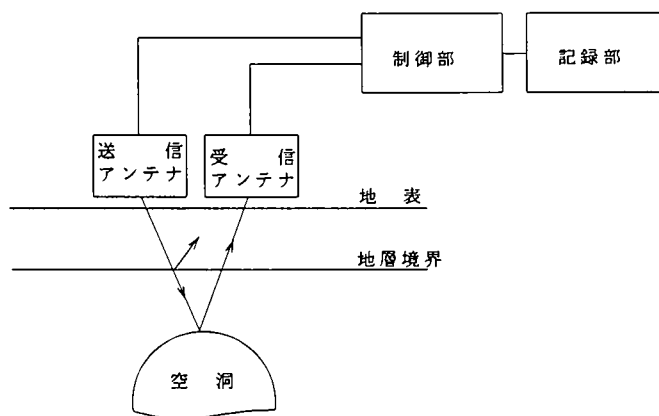 制御部
記録部
送信
アンテナ
受信
アンテナ
地表
地層境界
空洞